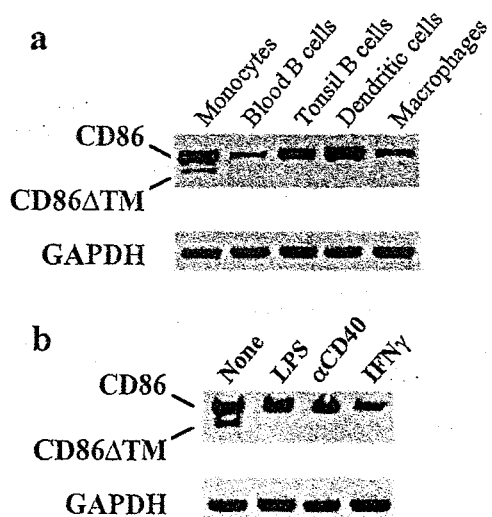 a
Monocytes
Blood B cells
Tonsil B cells
Dendritic cells
Macrophages
CD86
CD86ΔTM
GAPDH
b
None
LPS
αCD40
IFNγ
CD86
CD86ΔTM
GAPDH